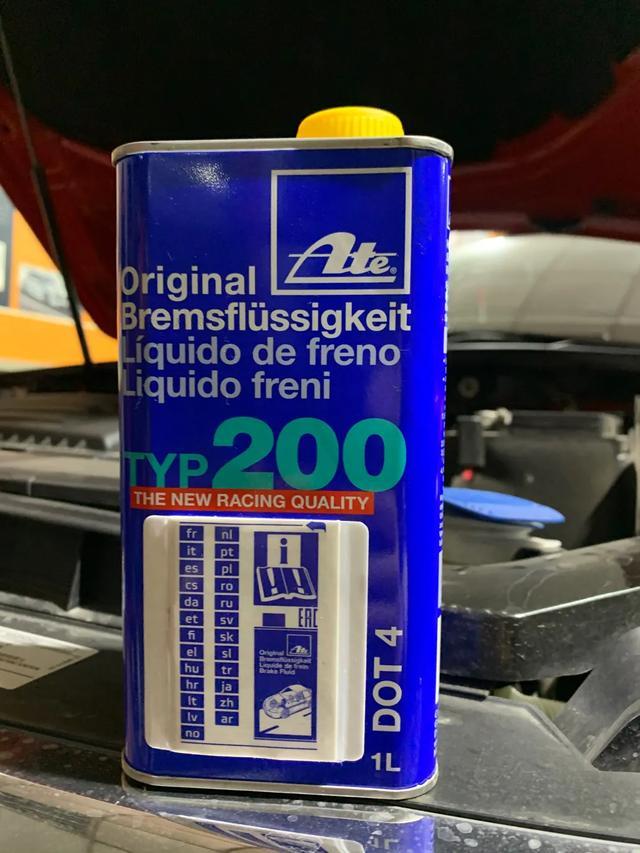 Ate
Original
Bremsflüssigkeit
Líquido de freno
Liquido freni
TYP 200
THE NEW RACING QUALITY
fr nl
it pt
es pl
cs ro
da ru
et sv
fi sk
el sl
hu tr
hr ja
lt zh
lv ar
no
i
EAC
Ate
Original
Bremsflüssigkeit
Liquide de frein
Brake Fluid
DOT 4
1L